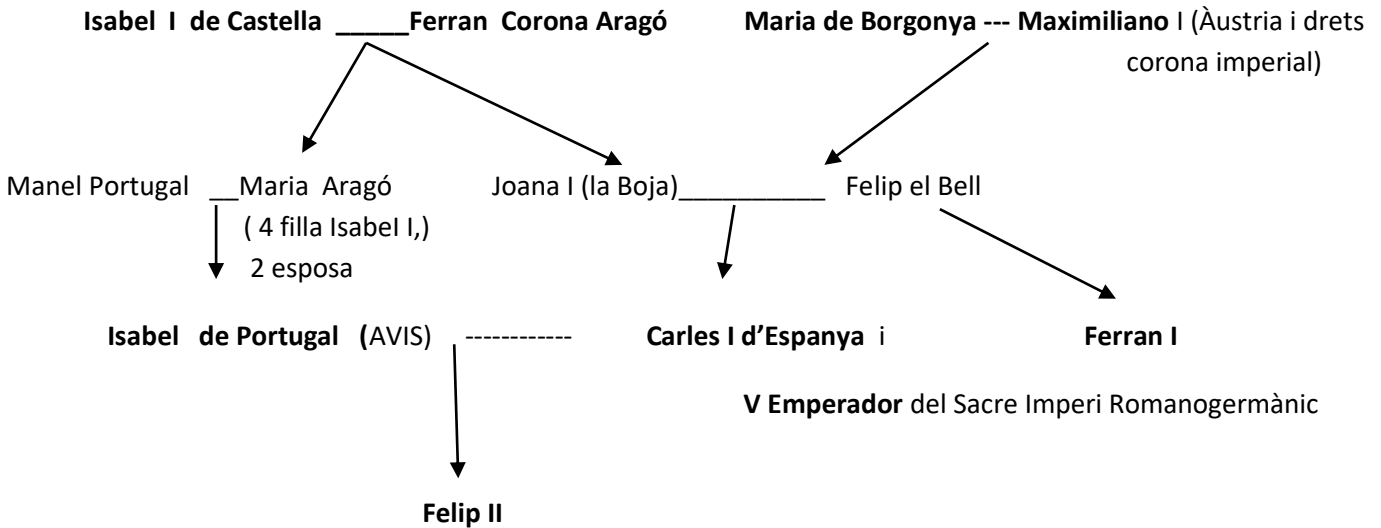 Isabel I de Castella _____Ferran Corona Aragó Maria de Borgonya --- Maximiliano I (Àustria i drets
corona imperial)
Manel Portugal __Maria Aragó Joana I (la Boja)__________ Felip el Bell
( 4 filla Isabel I,)
2 esposa
Isabel de Portugal (AVIS) ------------ Carles I d’Espanya i Ferran I
V Emperador del Sacre Imperi Romanogermànic
Felip II